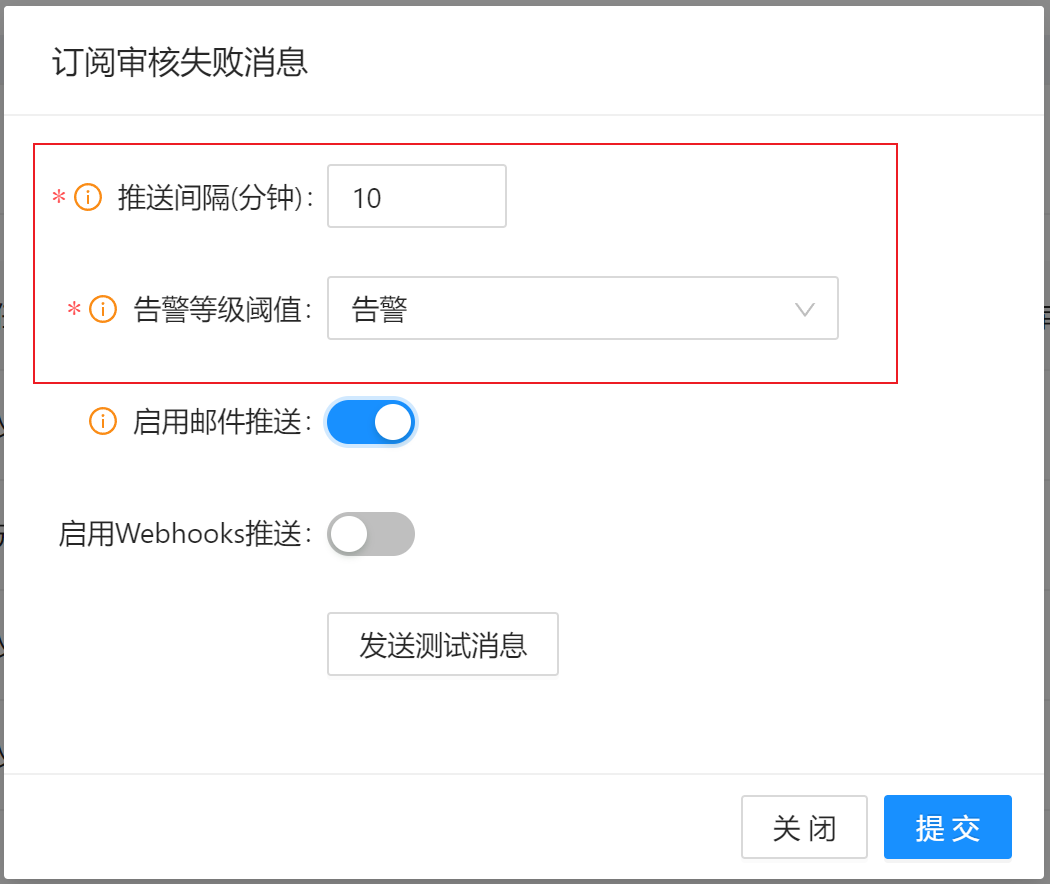 订阅审核失败消息
* 推送间隔(分钟): 10
* 告警等级阈值: 告警
启用邮件推送:
启用Webhooks推送:
发送测试消息
关 闭 提 交